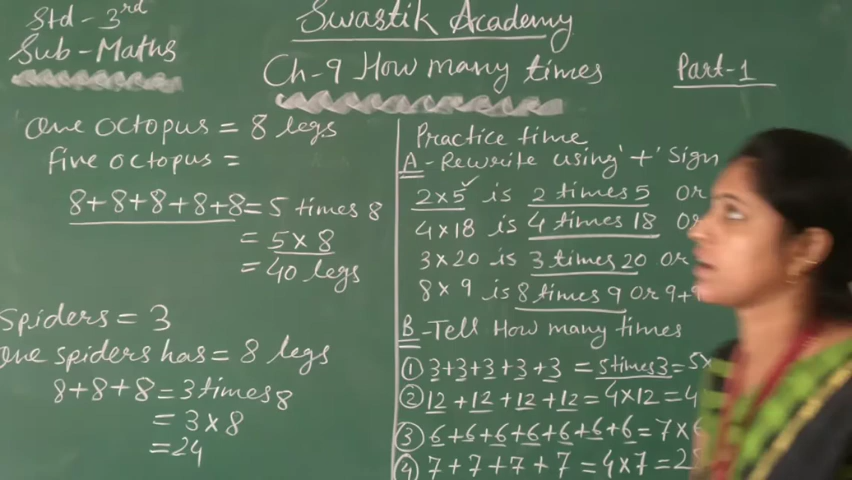 Std - 3rd
Sub - Maths
Swastik Academy
Ch-9 How many times
Part-1
One octopus = 8 legs
five octopus =
8+8+8+8+8 = 5 times 8
= 5 × 8
= 40 legs
Spiders = 3
One spiders has = 8 legs
8+8+8 = 3 times 8
= 3 × 8
= 24
Practice time
A - Rewrite using '+' Sign
2 × 5 ✓ is 2 times 5 or
4 × 18 is 4 times 18 or
3 × 20 is 3 times 20 or
8 × 9 is 8 times 9 or 9+9
B - Tell How many times
① 3+3+3+3+3 = 5 times 3 = 5×
② 12+12+12+12 = 4×12 = 4
③ 6+6+6+6+6+6+6 = 7×6
④ 7+7+7+7 = 4×7 = 2